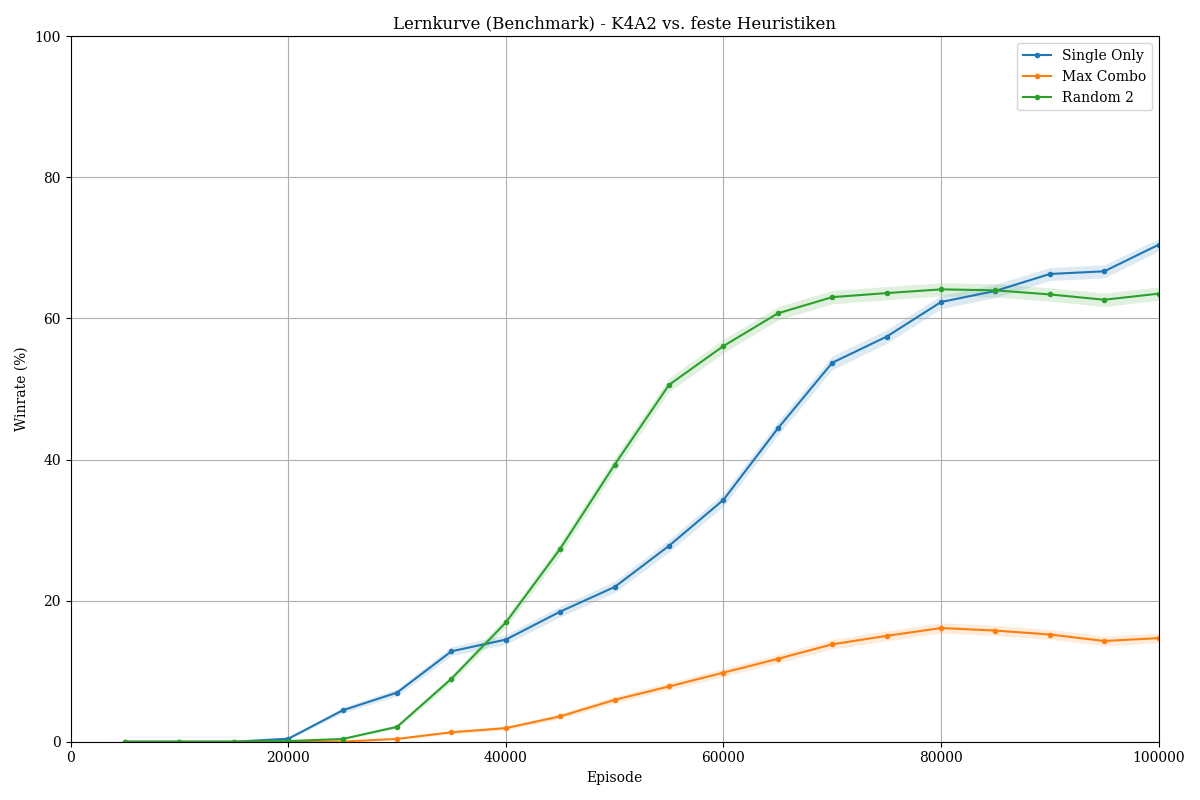 Lernkurve (Benchmark) - K4A2 vs. feste Heuristiken
Single Only
Max Combo
Random 2
Winrate (%)
100
80
60
40
20
0
0 20000 40000 60000 80000 100000
Episode